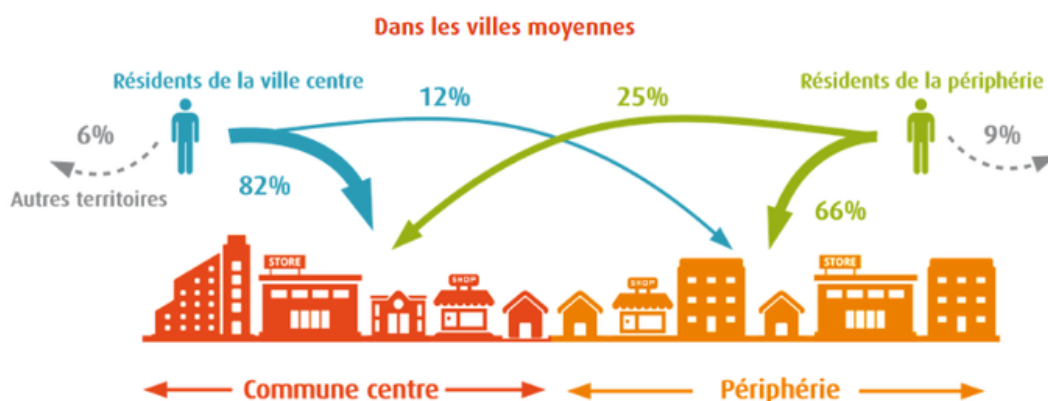 Dans les villes moyennes
Résidents de la ville centre
Résidents de la périphérie
12%
25%
6%
9%
Autres territoires
82%
66%
STORE
SHOP
SHOP
STORE
Commune centre
Périphérie